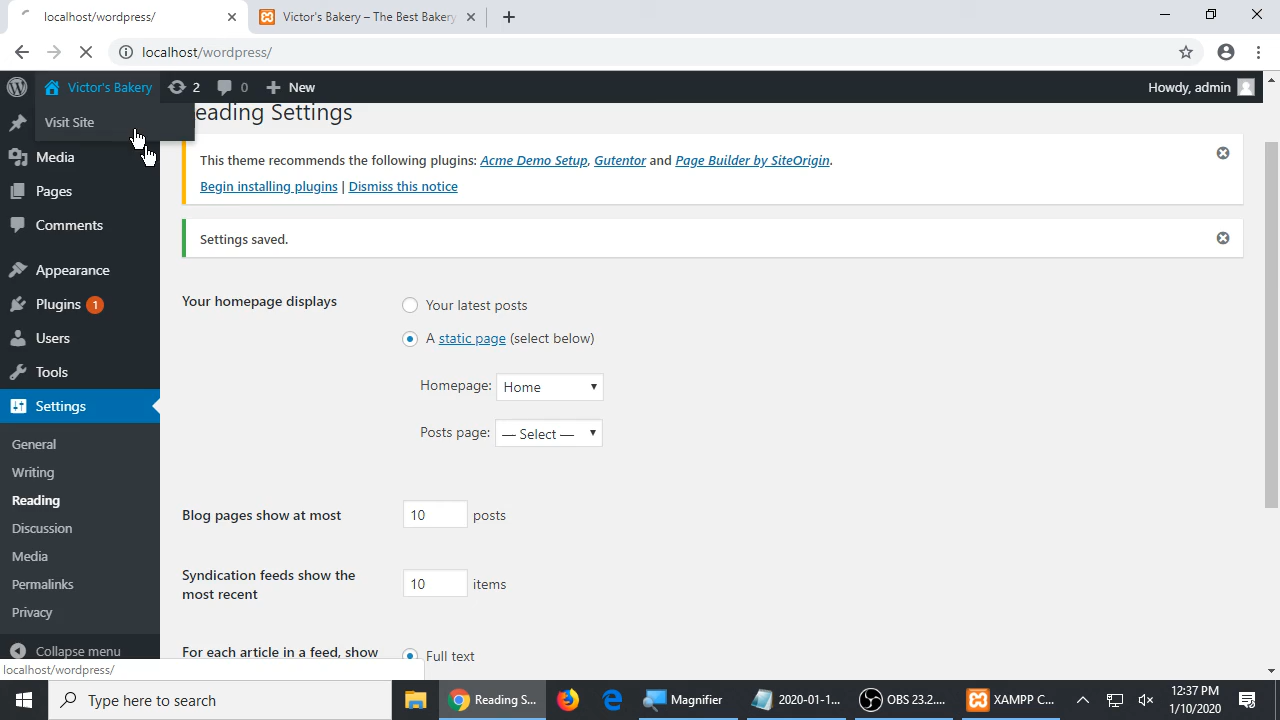 localhost/wordpress/
Victor's Bakery – The Best Bakery
localhost/wordpress/
Victor's Bakery
2
0
New
Howdy, admin
Visit Site
Media
Pages
Comments
Appearance
Plugins 1
Users
Tools
Settings
General
Writing
Reading
Discussion
Media
Permalinks
Privacy
Collapse menu
eading Settings
This theme recommends the following plugins: Acme Demo Setup, Gutentor and Page Builder by SiteOrigin.
Begin installing plugins | Dismiss this notice
Settings saved.
Your homepage displays
Your latest posts
A static page (select below)
Homepage: Home
Posts page: — Select —
Blog pages show at most 10 posts
Syndication feeds show the
most recent
10 items
For each article in a feed, show
Full text
localhost/wordpress/
Type here to search
Reading S...
Magnifier
2020-01-1...
OBS 23.2....
XAMPP C...
12:37 PM
1/10/2020